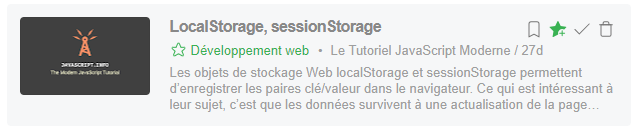 LocalStorage, sessionStorage
JAVASCRIPT.INFO
The Modern JavaScript Tutorial
Développement web • Le Tutoriel JavaScript Moderne / 27d
Les objets de stockage Web localStorage et sessionStorage permettent
d’enregistrer les paires clé/valeur dans le navigateur. Ce qui est intéressant à
leur sujet, c’est que les données survivent à une actualisation de la page…